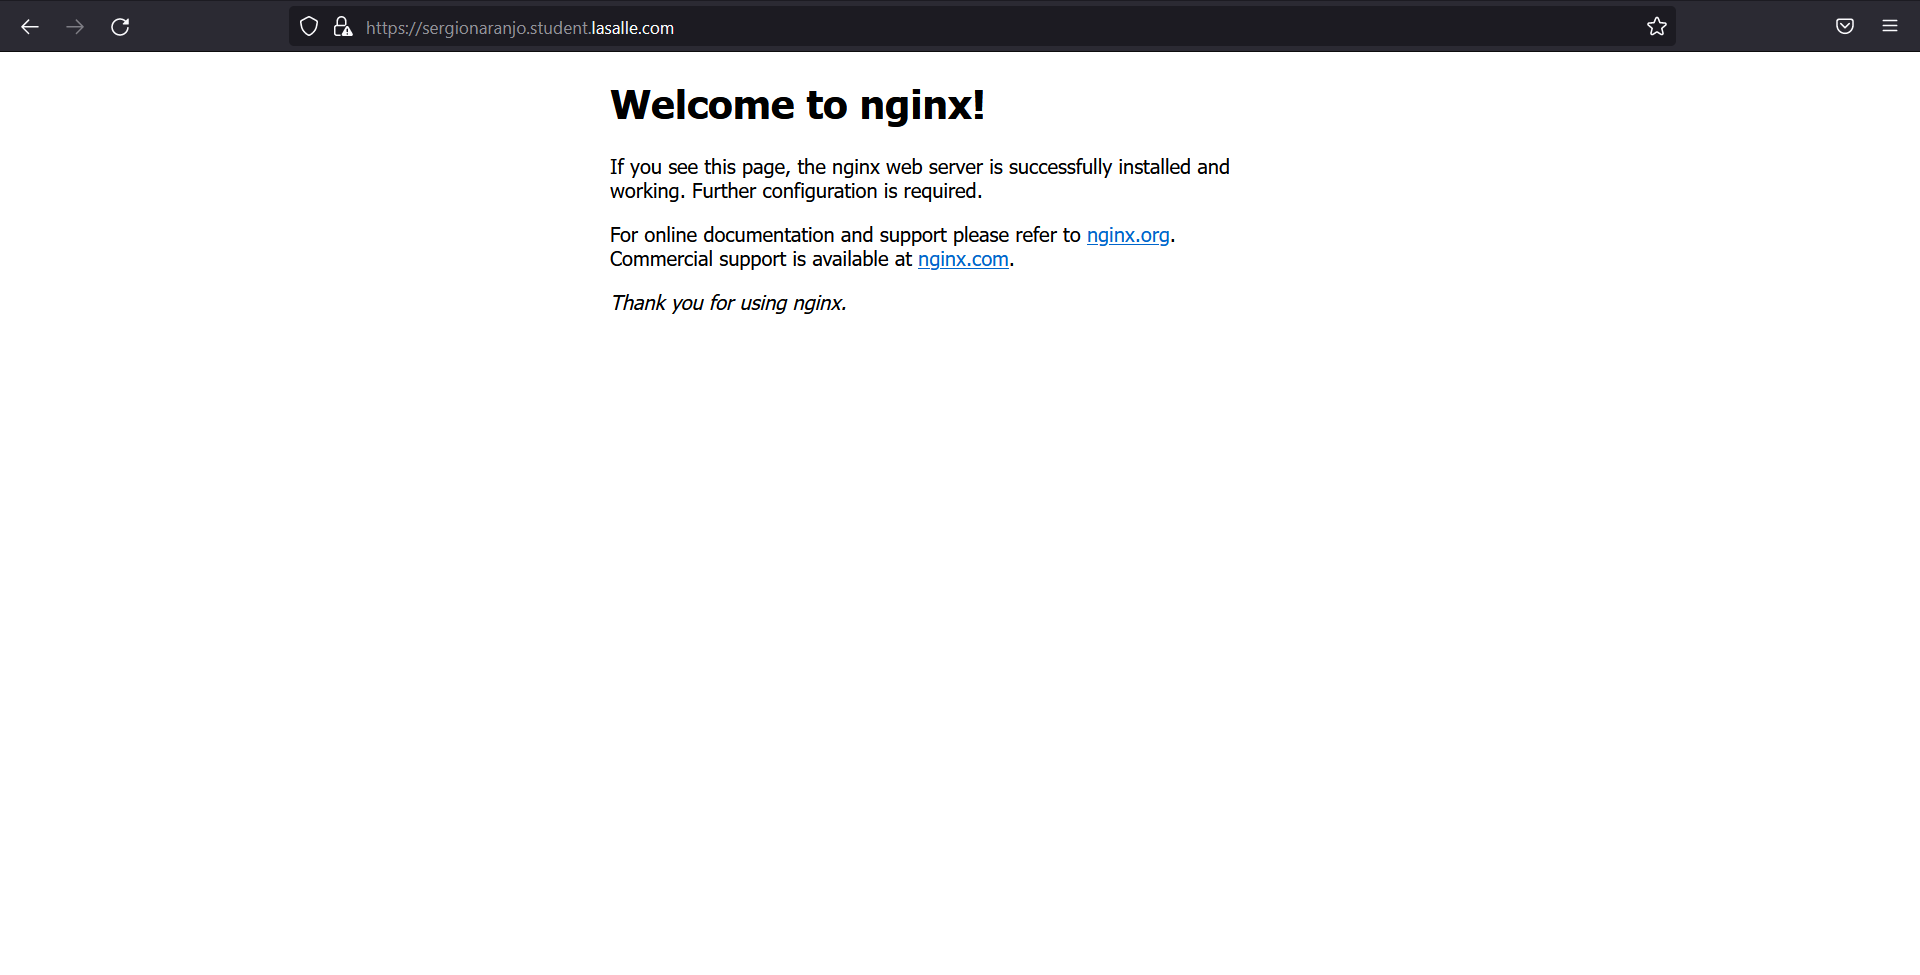 https://sergionaranjo.student.lasalle.com
Welcome to nginx!
If you see this page, the nginx web server is successfully installed and
working. Further configuration is required.
For online documentation and support please refer to nginx.org.
Commercial support is available at nginx.com.
Thank you for using nginx.